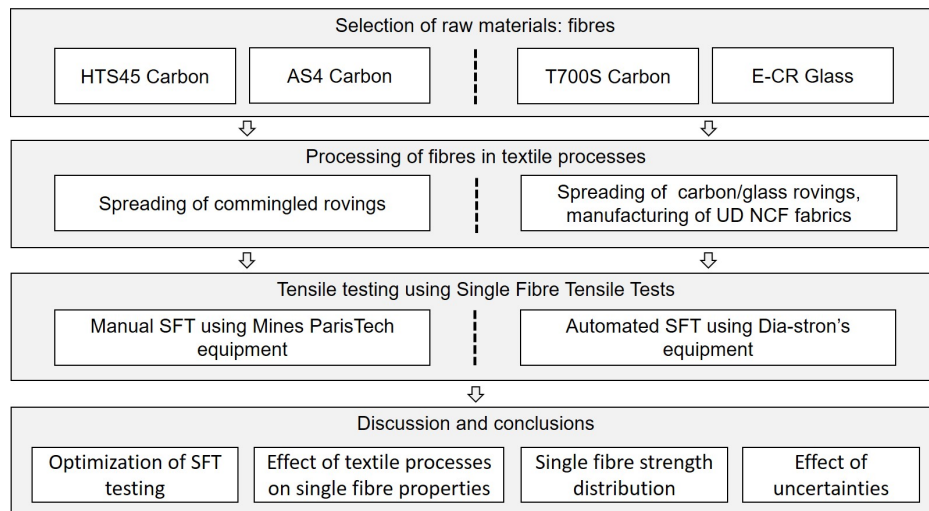 Selection of raw materials: fibres
HTS45 Carbon
AS4 Carbon
T700S Carbon
E-CR Glass
Processing of fibres in textile processes
Spreading of commingled rovings
Spreading of carbon/glass rovings,
manufacturing of UD NCF fabrics
Tensile testing using Single Fibre Tensile Tests
Manual SFT using Mines ParisTech
equipment
Automated SFT using Dia-stron's
equipment
Discussion and conclusions
Optimization of SFT
testing
Effect of textile processes
on single fibre properties
Single fibre strength
distribution
Effect of
uncertainties